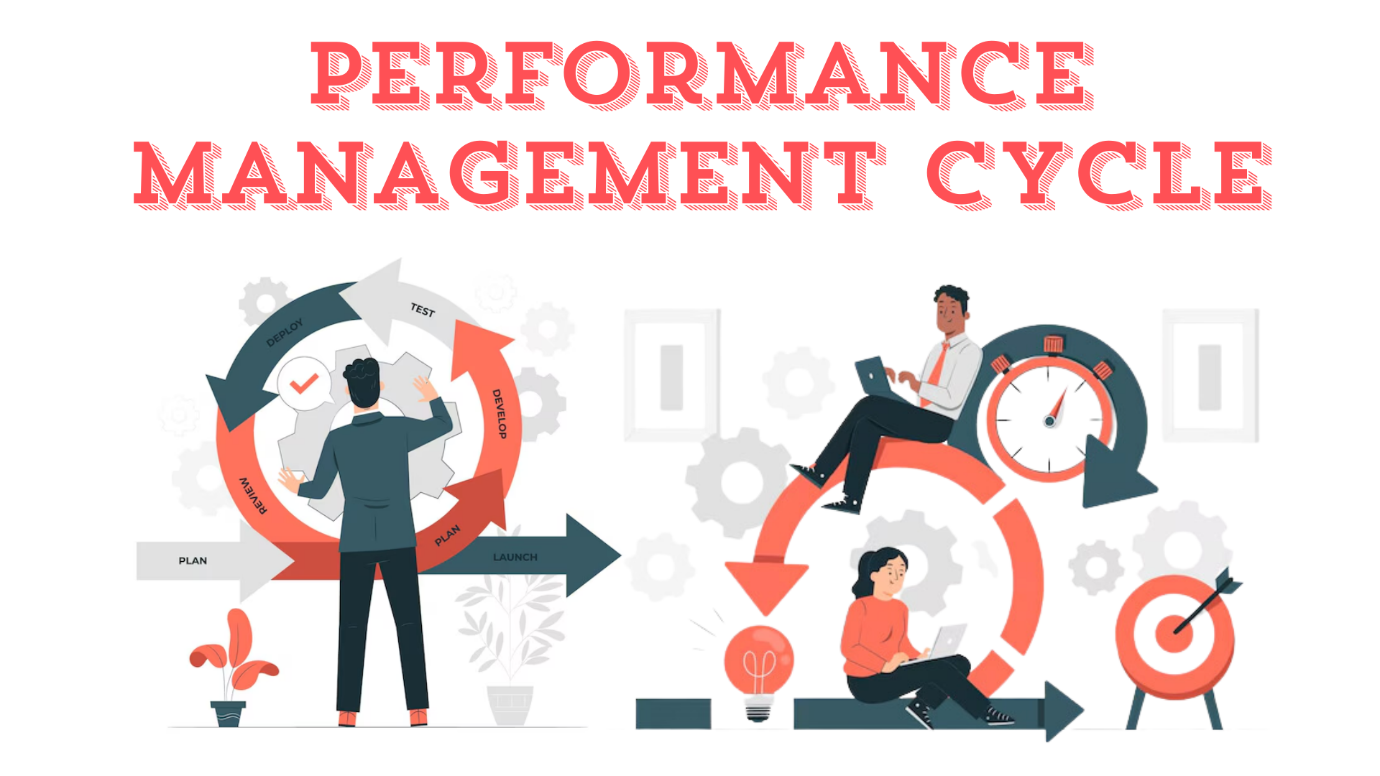 PERFORMANCE
MANAGEMENT CYCLE
TEST
DEPLOY
DEVELOP
REVIEW
PLAN
PLAN
LAUNCH